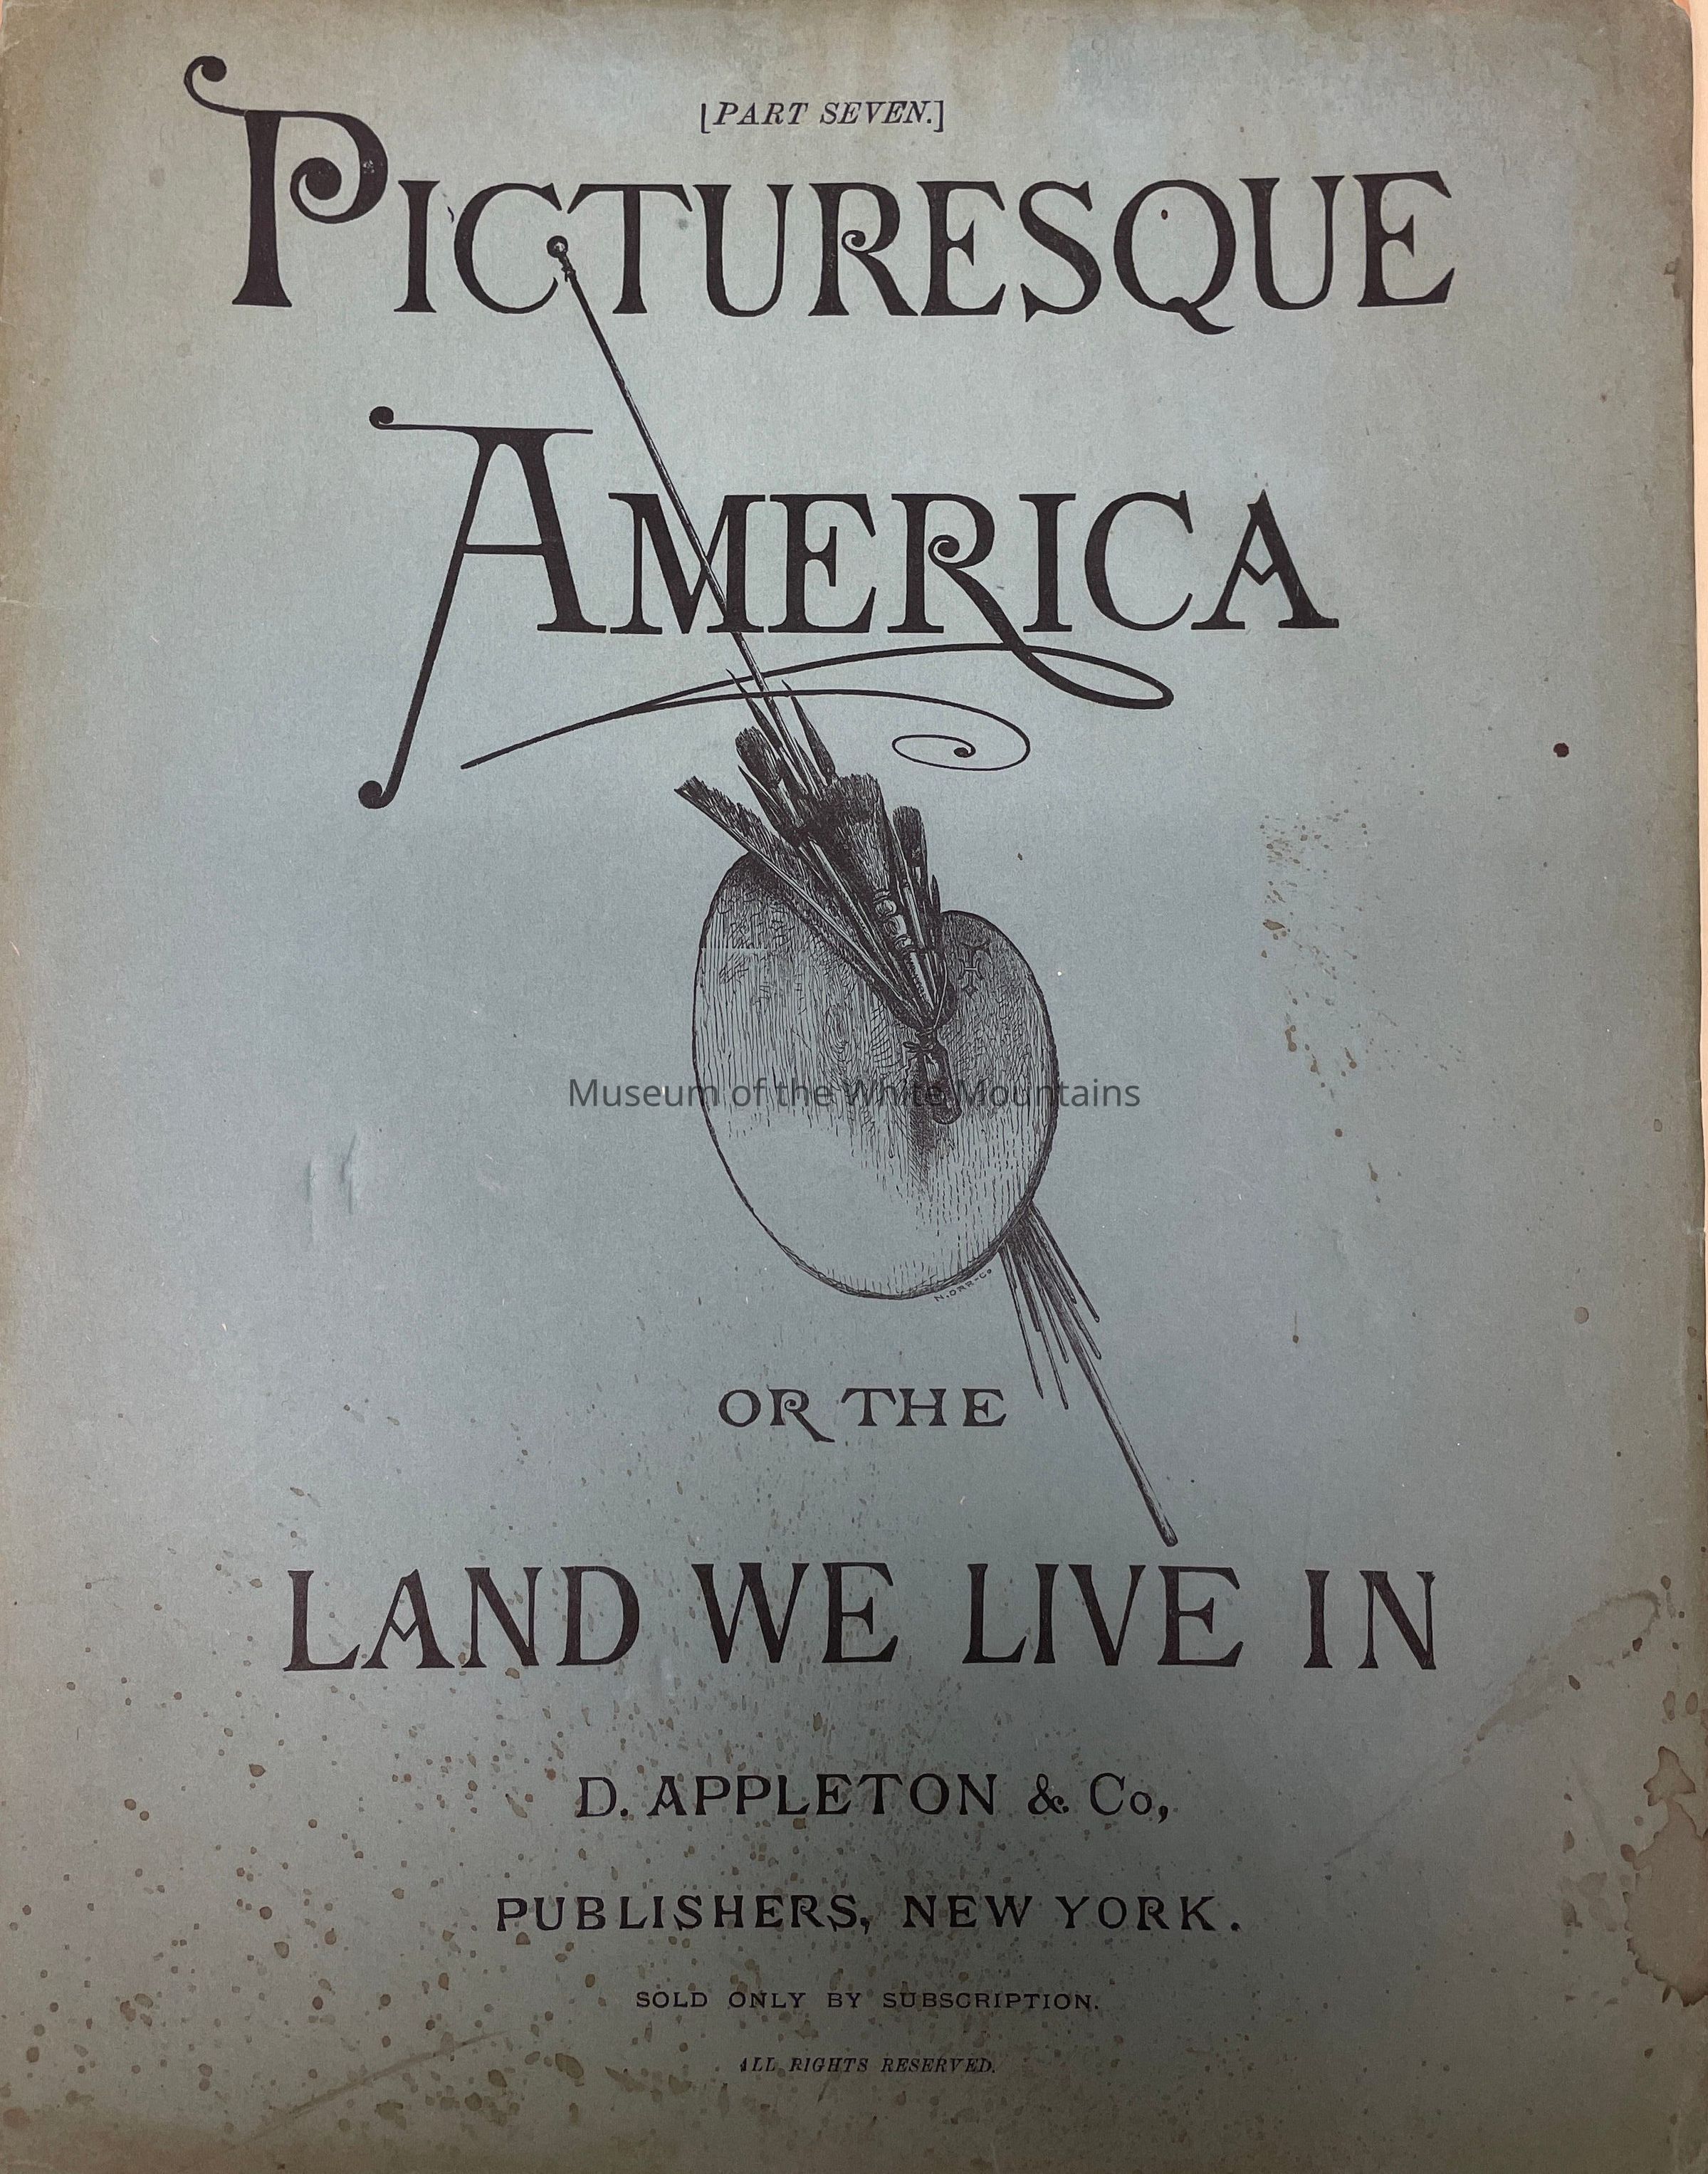 [PART SEVEN.]
PICTURESQUE
AMERICA
Museum of the White Mountains
N. ORR-Co
OR THE
LAND WE LIVE IN
D. APPLETON & Co,
PUBLISHERS, NEW YORK.
SOLD ONLY BY SUBSCRIPTION.
ALL RIGHTS RESERVED.